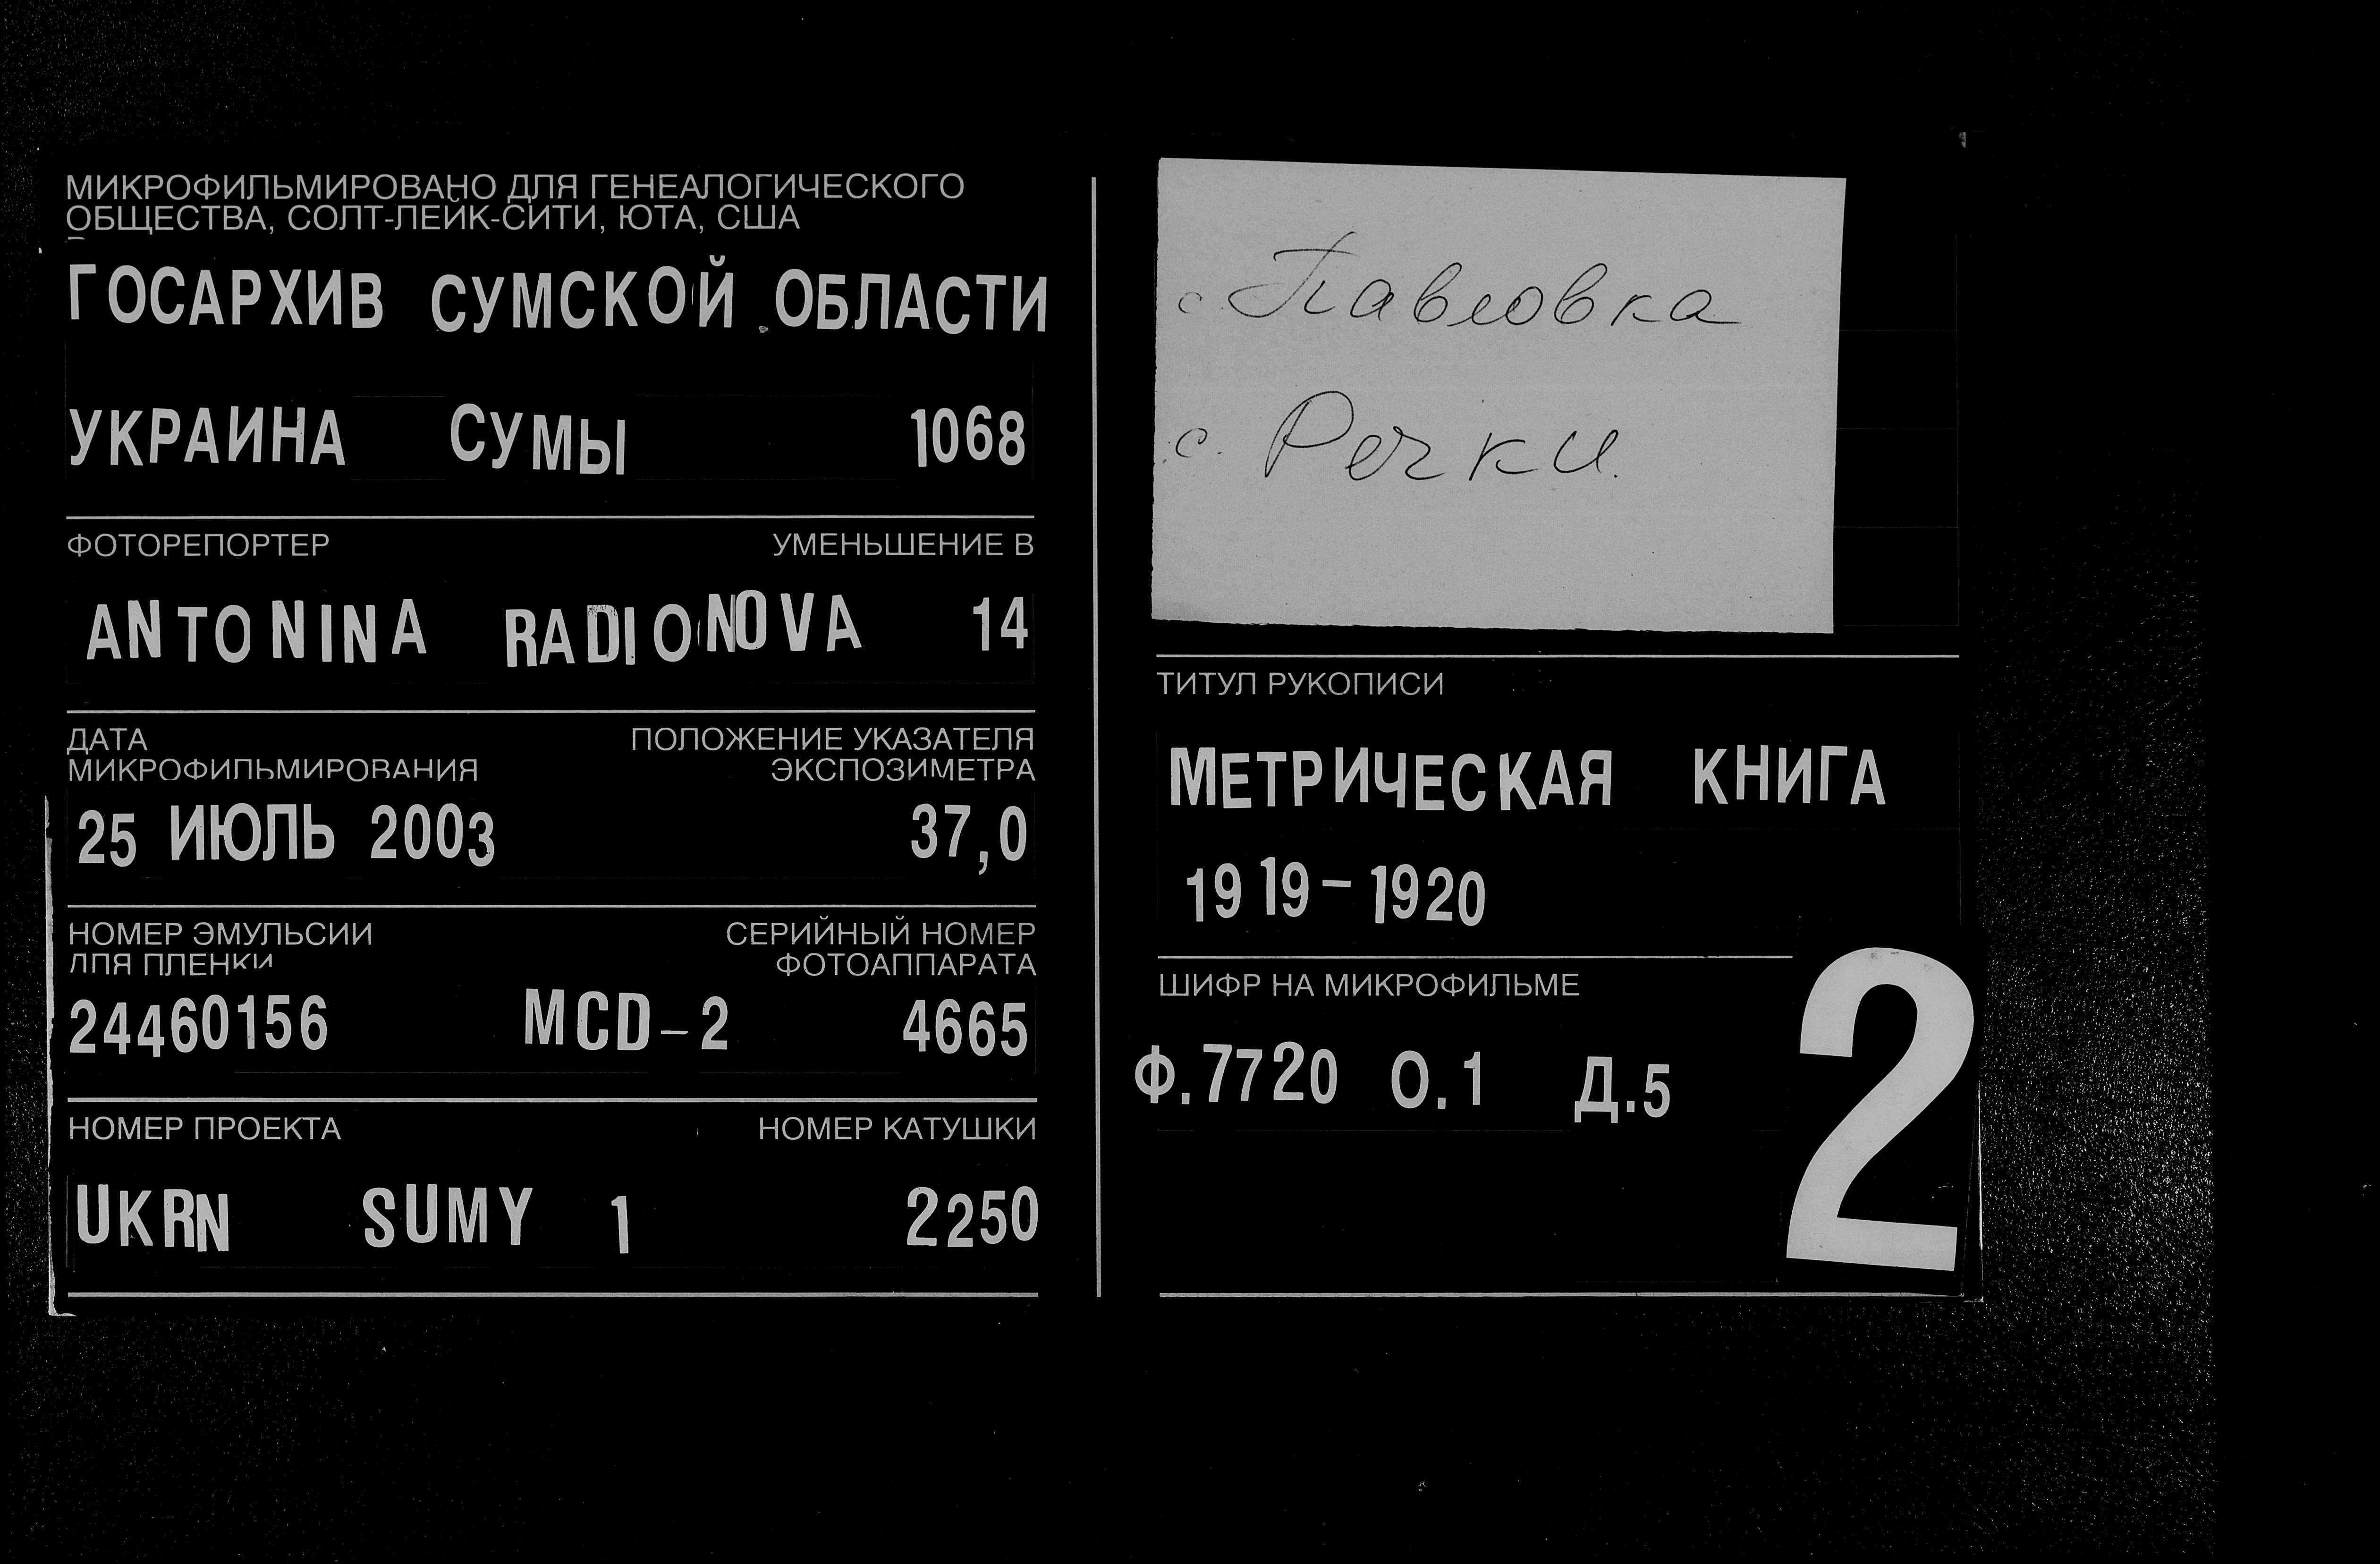 МИКРОФИЛЬМИРОВАНО ДЛЯ ГЕНЕАЛОГИЧЕСКОГО
ОБЩЕСТВА, СОЛТ-ЛЕЙК-СИТИ, ЮТА, США
ГОСАРХИВ СУМСКОЙ ОБЛАСТИ
УКРАИНА СУМЫ 1068
ФОТОРЕПОРТЕР УМЕНЬШЕНИЕ В
ANTONINA RADIONOVA 14
ДАТА ПОЛОЖЕНИЕ УКАЗАТЕЛЯ
МИКРОФИЛЬМИРОВАНИЯ ЭКСПОЗИМЕТРА
25 ИЮЛЬ 2003 37,0
НОМЕР ЭМУЛЬСИИ СЕРИЙНЫЙ НОМЕР
ДЛЯ ПЛЕНКИ ФОТОАППАРАТА
24460156 MCD-2 4665
НОМЕР ПРОЕКТА НОМЕР КАТУШКИ
UKRN SUMY 1 2250
с. Павловка
с. Речки
ТИТУЛ РУКОПИСИ
МЕТРИЧЕСКАЯ КНИГА
1919-1920
ШИФР НА МИКРОФИЛЬМЕ
Ф.7720 О.1 Д.5
2